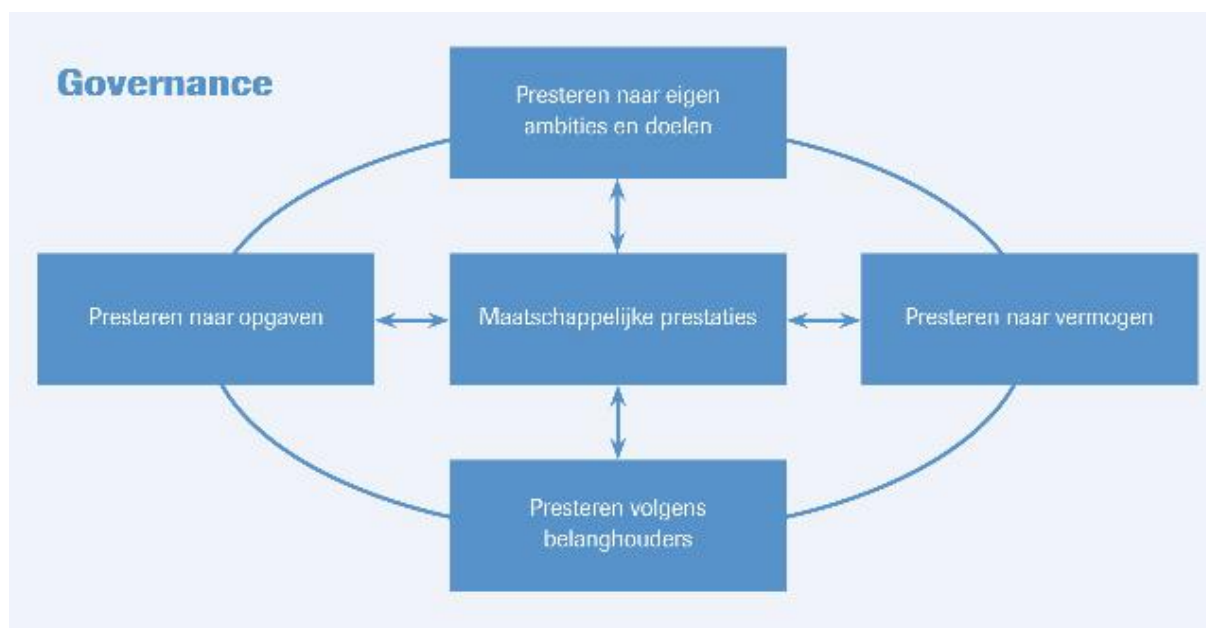 Governance
Presteren naar eigen
ambities en doelen
Presteren naar opgaven
Maatschappelijke prestaties
Presteren naar vermogen
Presteren volgens
belanghouders